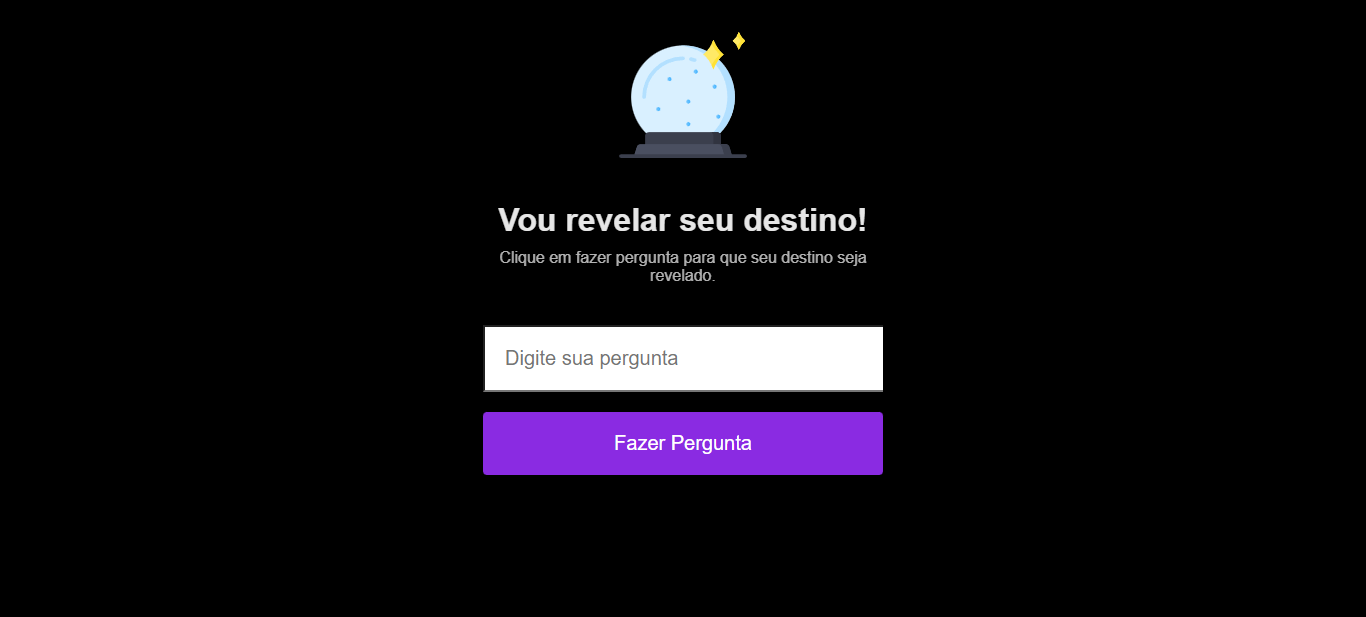 Vou revelar seu destino!
Clique em fazer pergunta para que seu destino seja
revelado.
Digite sua pergunta
Fazer Pergunta